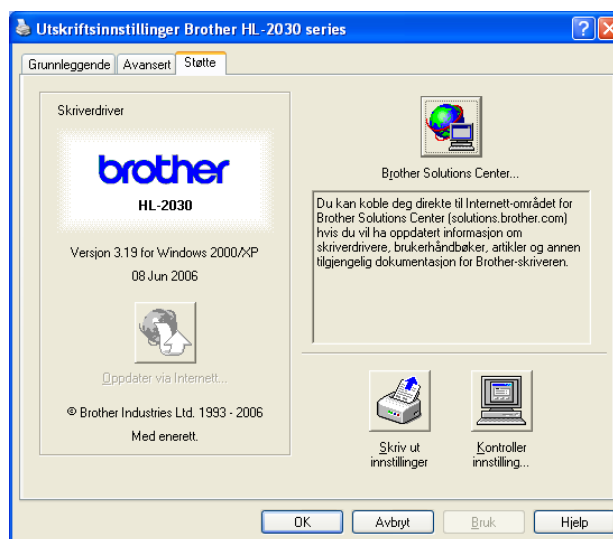 Utskriftsinnstillinger Brother HL-2030 series
Grunnleggende
Avansert
Støtte
Skriverdriver
brother
HL-2030
Versjon 3.19 for Windows 2000/XP
08 Jun 2006
Oppdater via Internett...
© Brother Industries Ltd. 1993 - 2006
Med enerett.
Brother Solutions Center...
Du kan koble deg direkte til Internett-området for
Brother Solutions Center (solutions.brother.com)
hvis du vil ha oppdatert informasjon om
skriverdrivere, brukerhåndbøker, artikler og annen
tilgjengelig dokumentasjon for Brother-skriveren.
Skriv ut
innstillinger
Kontroller
innstilling...
OK
Avbryt
Bruk
Hjelp